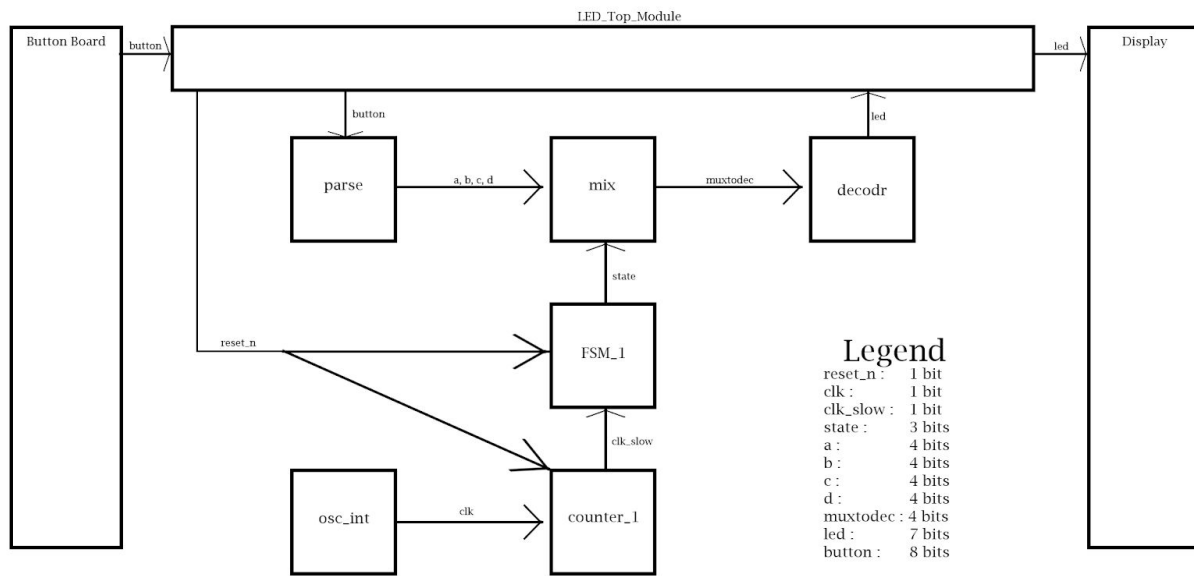 LED_Top_Module
Button Board
button
led
Display
button
led
parse
a, b, c, d
mix
muxtodec
decodr
state
reset_n
FSM_1
clk_slow
osc_int
clk
counter_1
Legend
reset_n : 1 bit
clk : 1 bit
clk_slow : 1 bit
state : 3 bits
a : 4 bits
b : 4 bits
c : 4 bits
d : 4 bits
muxtodec : 4 bits
led : 7 bits
button : 8 bits